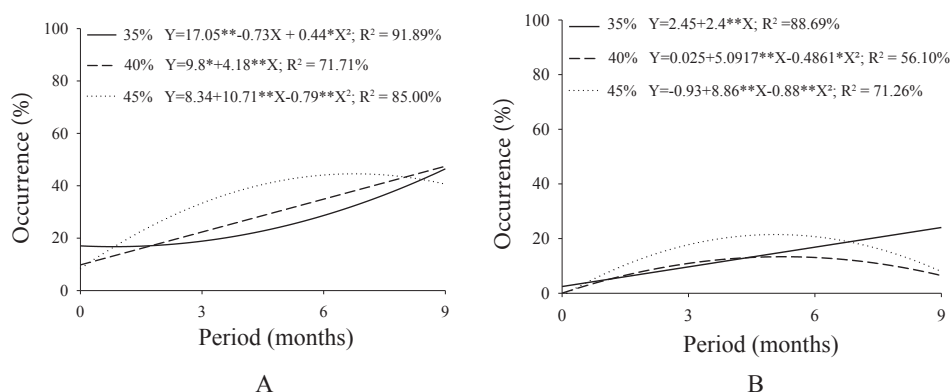 100
35% Y=17.05**-0.73X + 0.44*X²; R² = 91.89%
40% Y=9.8*+4.18**X; R² = 71.71%
80
45% Y=8.34+10.71**X-0.79**X²; R² = 85.00%
60
40
20
0
0 3 6 9
Occurrence (%)
Period (months)
A
100
35% Y=2.45+2.4**X; R² =88.69%
40% Y=0.025+5.0917**X-0.4861*X²; R² = 56.10%
80
45% Y=-0.93+8.86**X-0.88**X²; R² = 71.26%
60
40
20
0
0 3 6 9
Occurrence (%)
Period (months)
B